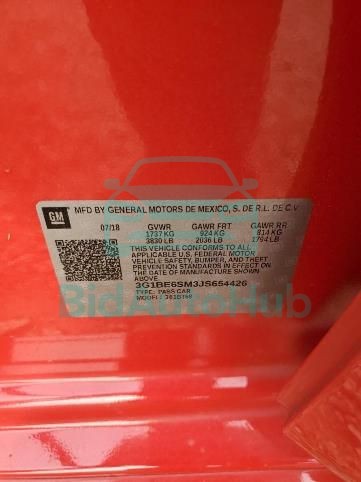 GM
MFD BY GENERAL MOTORS DE MEXICO, S. DE R.L. DE C.V.
07/18 GVWR GAWR FRT GAWR RR
1737 KG 924 KG 814 KG
3830 LB 2036 LB 1794 LB
THIS VEHICLE CONFORMS TO ALL
APPLICABLE U.S. FEDERAL MOTOR
VEHICLE SAFETY, BUMPER, AND THEFT
PREVENTION STANDARDS IN EFFECT ON
THE DATE OF MANUFACTURE SHOWN
ABOVE
3G1BE6SM3JS654426
TYPE: PASS CAR
MODEL:
BidAutoHub